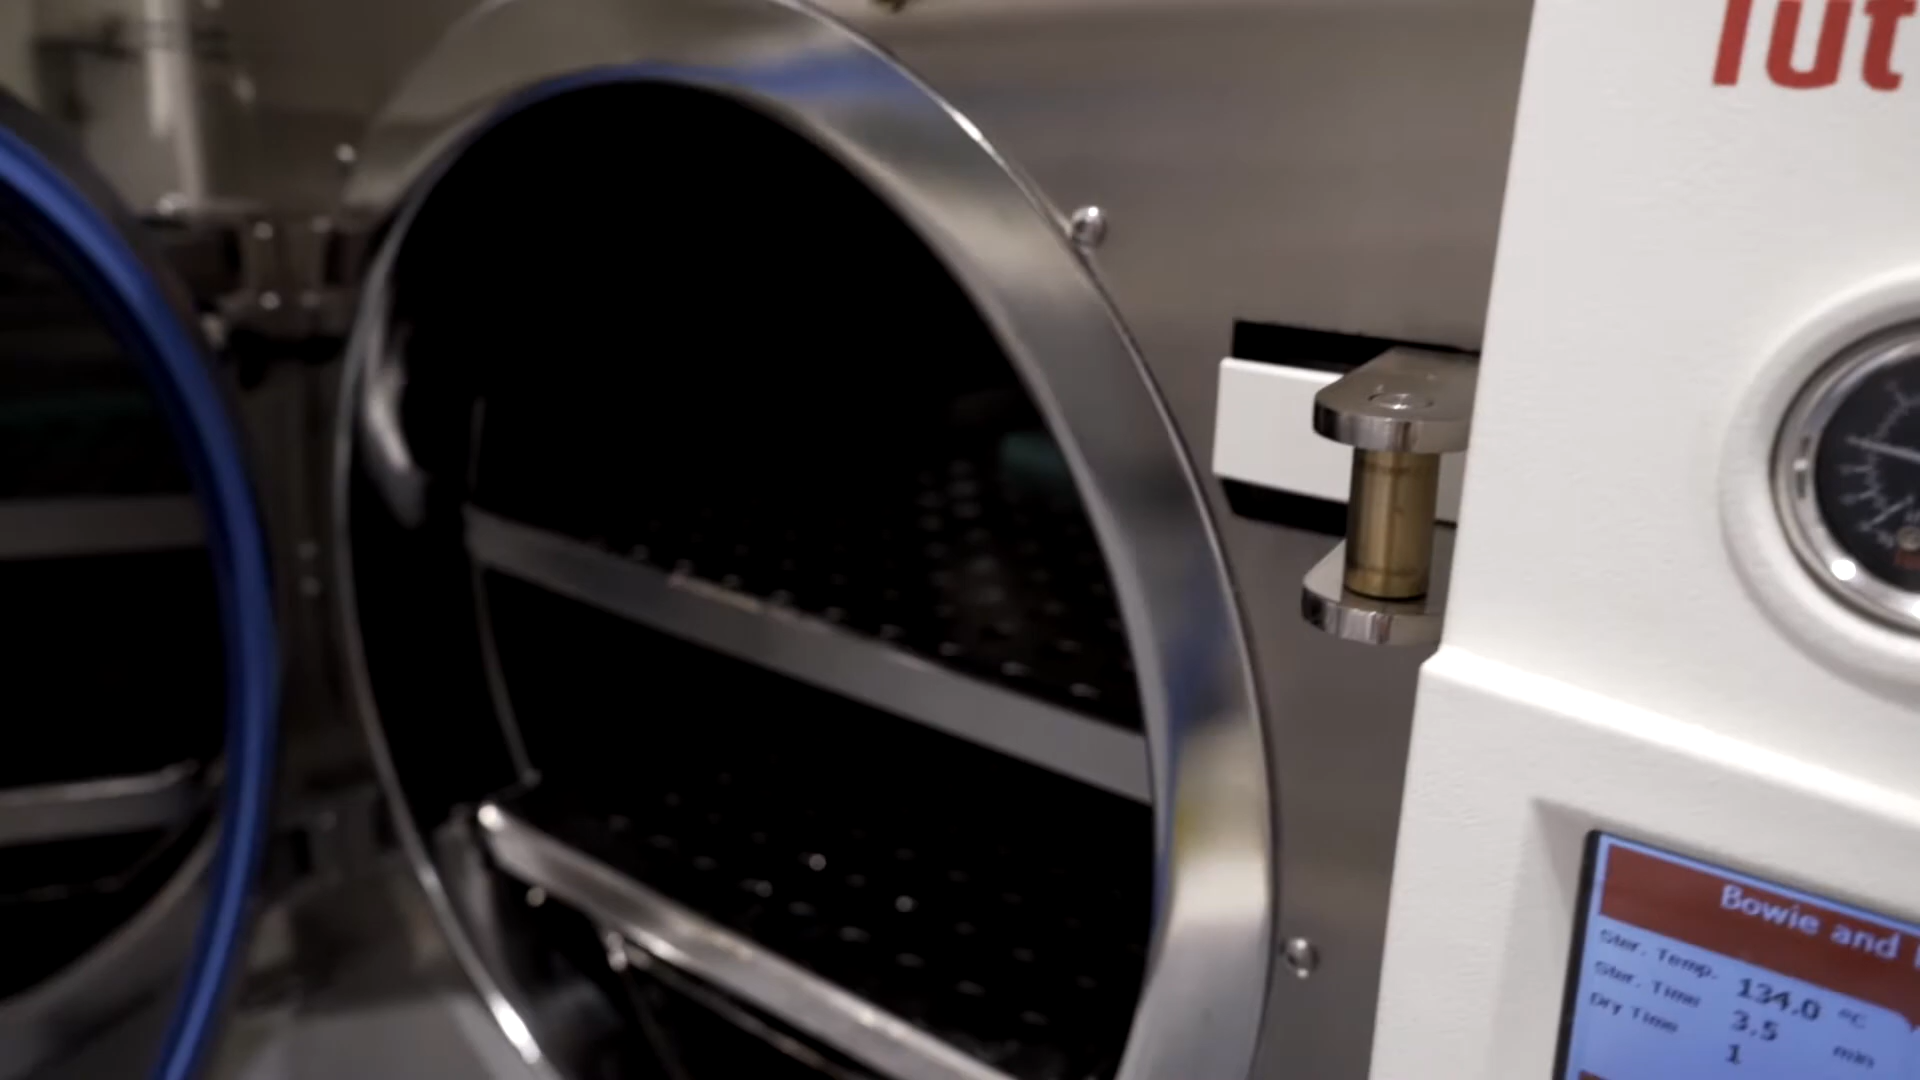 Tut
Bowie and
Ster. Temp. 134.0 °C
Ster. Time 3.5 min
Dry Time 1